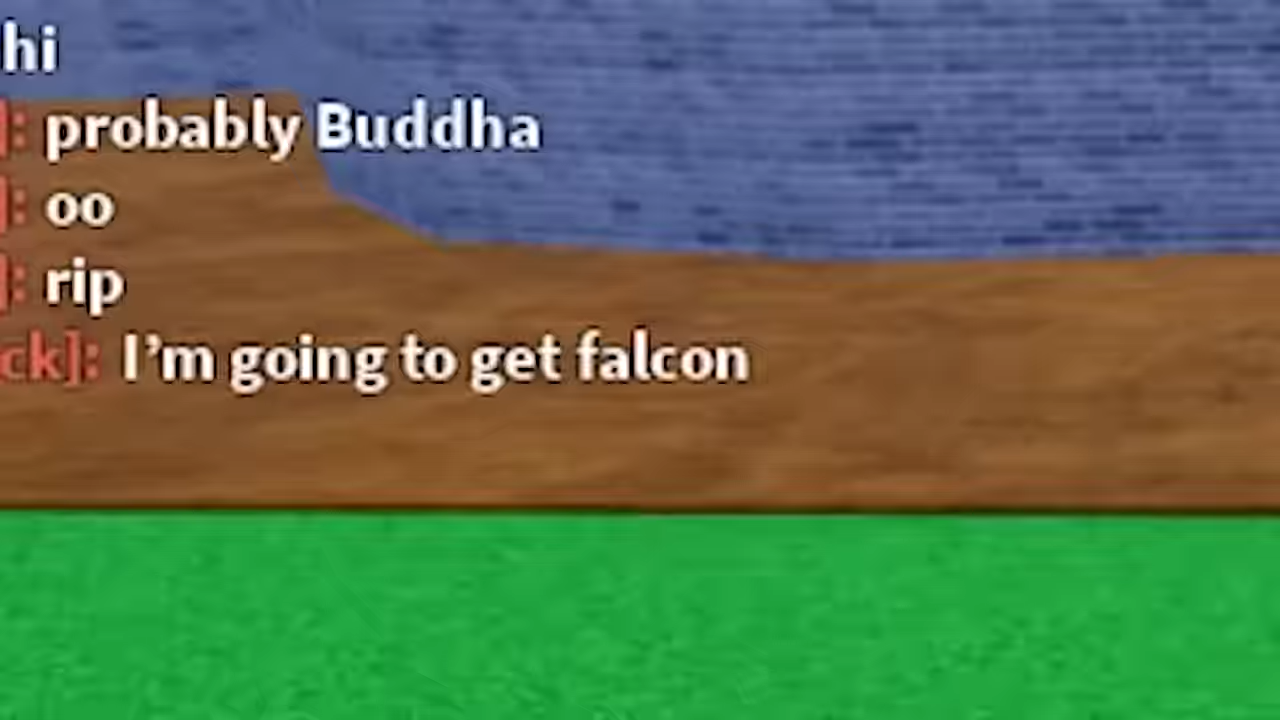 hi
]: probably Buddha
]: oo
]: rip
ck]: I’m going to get falcon